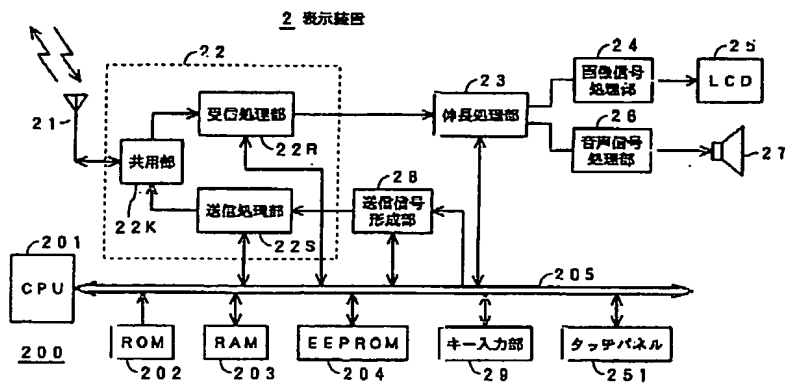 2 表示装置
22
24
25
画像信号
処理部
LCD
23
受信処理部
伸長処理部
26
21
22R
音声信号
処理部
27
共用部
28
送信処理部
送信信号
形成部
22K
22S
201
205
CPU
ROM
RAM
EEPROM
キー入力部
タッチパネル
200
202
203
204
29
251